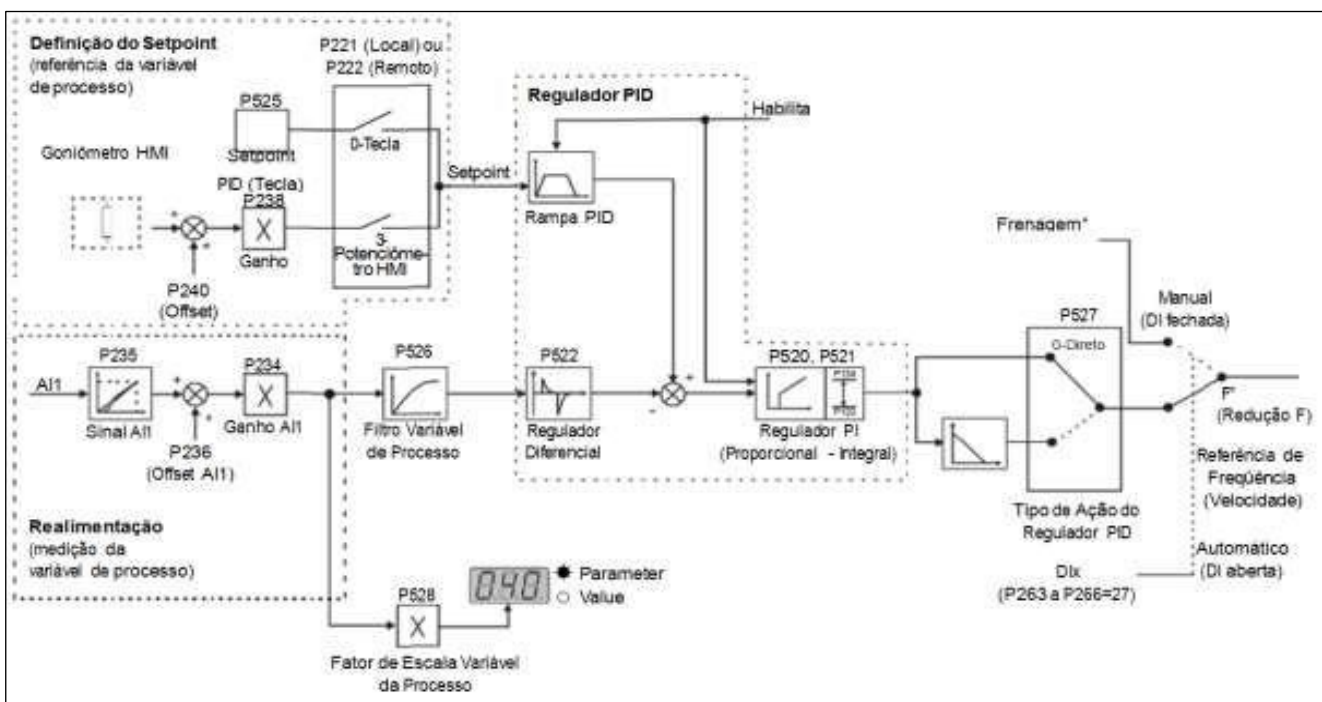 Definição do Setpoint
(referência da variável
de processo)
P221 (Local) ou
P222 (Remoto)
P525
Setpoint
PID (Tecla)
0-Tecla
Goniômetro HMI
P238
X
Ganho
3-
Potenciôme-
tro HMI
P240
(Offset)
Setpoint
Regulador PID
Habilita
Rampa PID
AI1
P235
Sinal AI1
P236
(Offset AI1)
P234
X
Ganho AI1
P526
Filtro Variável
de Processo
P522
Regulador
Diferencial
P520, P521
Regulador PI
(Proporcional - Integral)
Realimentação
(medição da
variável de processo)
P528
X
Fator de Escala Variável
da Processo
040
Parameter
Value
Frenagem*
P527
0-Direto
Tipo de Ação do
Regulador PID
Manual
(DI fechada)
(Redução F)
Referência de
Freqüência
(Velocidade)
Automático
(DI aberta)
DIx
(P263 a P266=27)